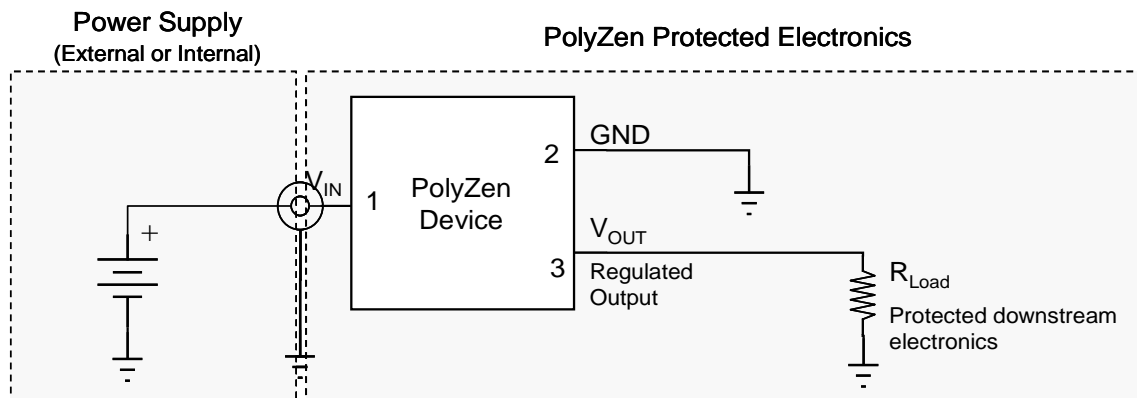 Power Supply
(External or Internal)
PolyZen Protected Electronics
VIN
1
PolyZen
Device
2
GND
3
VOUT
Regulated
Output
+
RLoad
Protected downstream
electronics